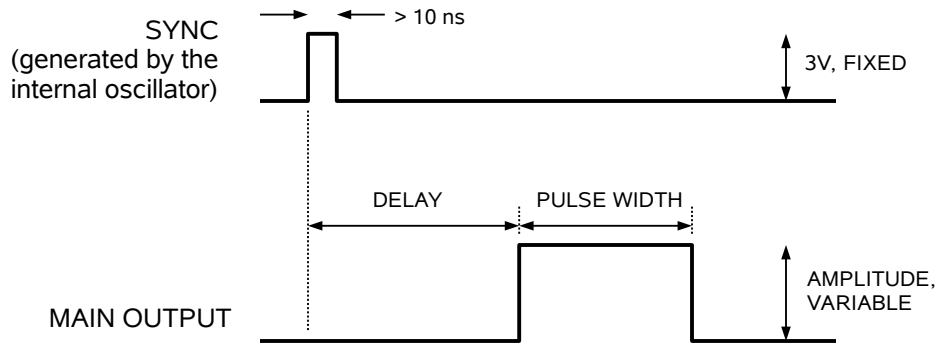 > 10 ns
SYNC
(generated by the
internal oscillator)
3V, FIXED
DELAY
PULSE WIDTH
AMPLITUDE,
VARIABLE
MAIN OUTPUT